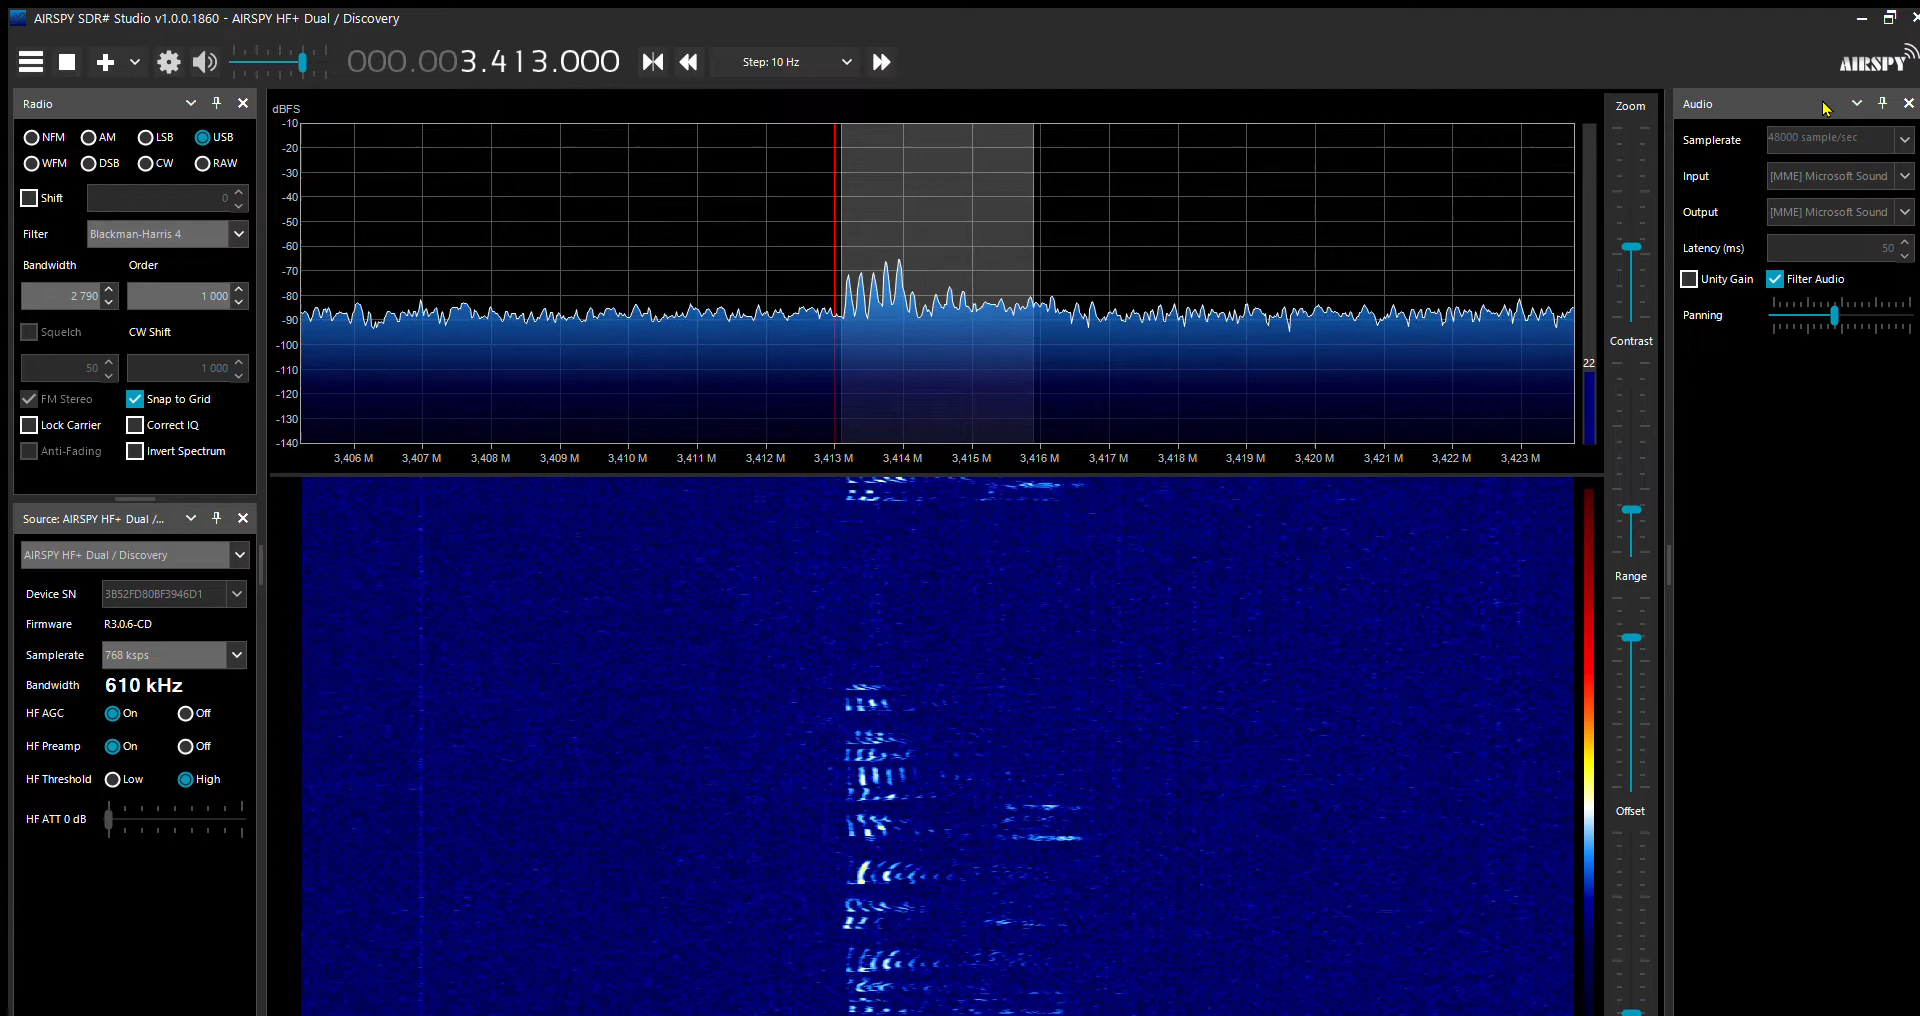 AIRSPY SDR# Studio v1.0.0.1860 - AIRSPY HF+ Dual / Discovery
000.003.413.000
Step: 10 Hz
AIRSPY
Radio
NFM AM LSB USB
WFM DSB CW RAW
Shift 0
Filter Blackman-Harris 4
Bandwidth Order
2 790 1 000
Squelch CW Shift
50 1 000
FM Stereo Snap to Grid
Lock Carrier Correct IQ
Anti-Fading Invert Spectrum
Source: AIRSPY HF+ Dual /...
AIRSPY HF+ Dual / Discovery
Device SN 3B52FD80BF3946D1
Firmware R3.0.6-CD
Samplerate 768 ksps
Bandwidth 610 kHz
HF AGC On Off
HF Preamp On Off
HF Threshold Low High
HF ATT 0 dB
dBFS
-10
-20
-30
-40
-50
-60
-70
-80
-90
-100
-110
-120
-130
-140
3,406 M 3,407 M 3,408 M 3,409 M 3,410 M 3,411 M 3,412 M 3,413 M 3,414 M 3,415 M 3,416 M 3,417 M 3,418 M 3,419 M 3,420 M 3,421 M 3,422 M 3,423 M
22
Zoom
Contrast
Range
Offset
Audio
Samplerate 48000 sample/sec
Input [MME] Microsoft Sound
Output [MME] Microsoft Sound
Latency (ms) 50
Unity Gain Filter Audio
Panning